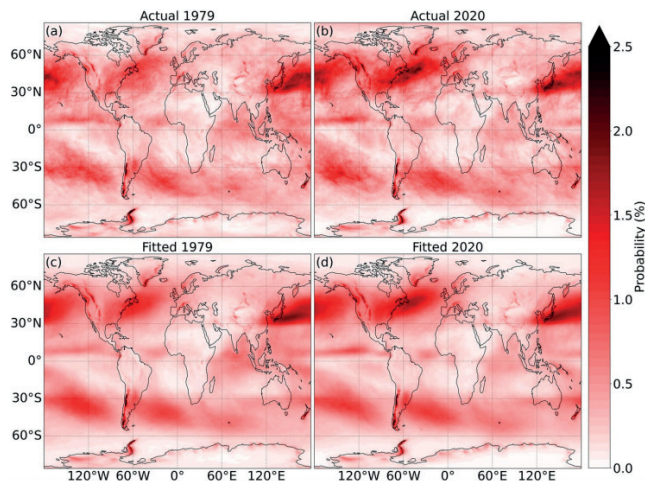 Actual 1979
Actual 2020
(a)
(b)
60°N
30°N
0°
30°S
60°S
Fitted 1979
Fitted 2020
(c)
(d)
60°N
30°N
0°
30°S
60°S
120°W 60°W 0° 60°E 120°E
120°W 60°W 0° 60°E 120°E
2.5
2.0
1.5
1.0
0.5
0.0
Probability (%)